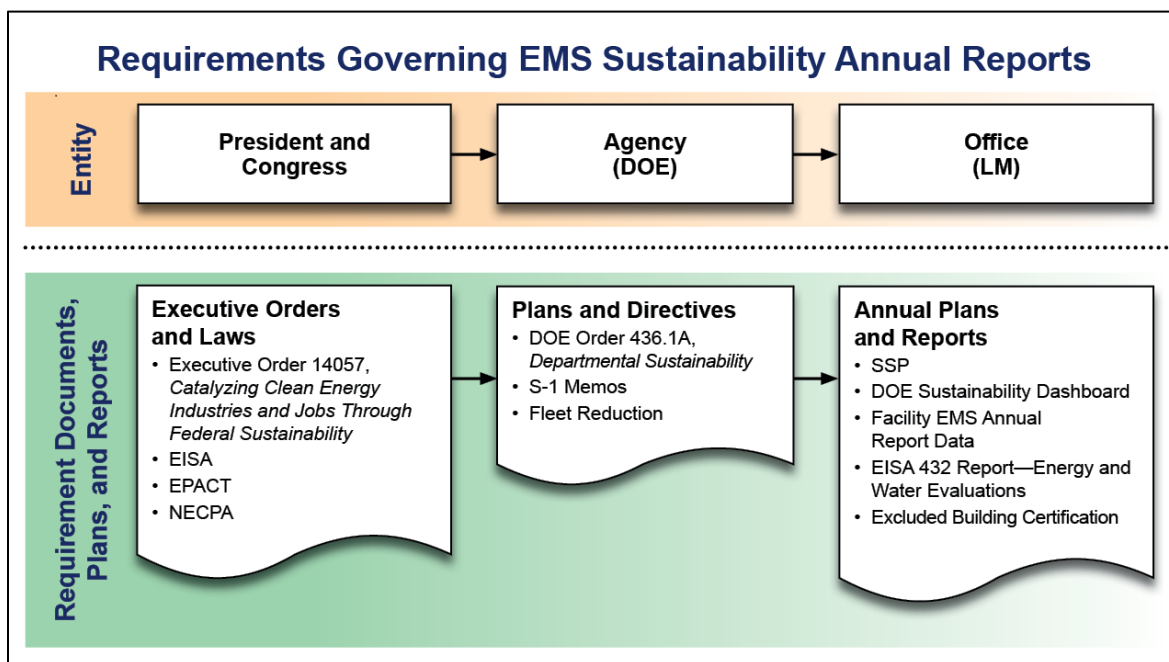 Requirements Governing EMS Sustainability Annual Reports
Entity
President and
Congress
Agency
(DOE)
Office
(LM)
Requirement Documents,
Plans, and Reports
Executive Orders
and Laws
• Executive Order 14057,
Catalyzing Clean Energy
Industries and Jobs Through
Federal Sustainability
• EISA
• EPACT
• NECPA
Plans and Directives
• DOE Order 436.1A,
Departmental Sustainability
• S-1 Memos
• Fleet Reduction
Annual Plans
and Reports
• SSP
• DOE Sustainability Dashboard
• Facility EMS Annual
Report Data
• EISA 432 Report—Energy and
Water Evaluations
• Excluded Building Certification